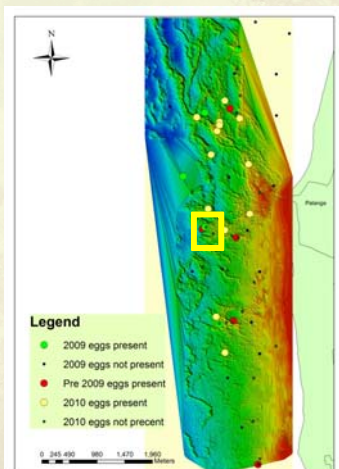 N
Palanga
Legend
2009 eggs present
2009 eggs not present
Pre 2009 eggs present
2010 eggs present
2010 eggs not precent
0 245 490 980 1,470 1,960
Meters